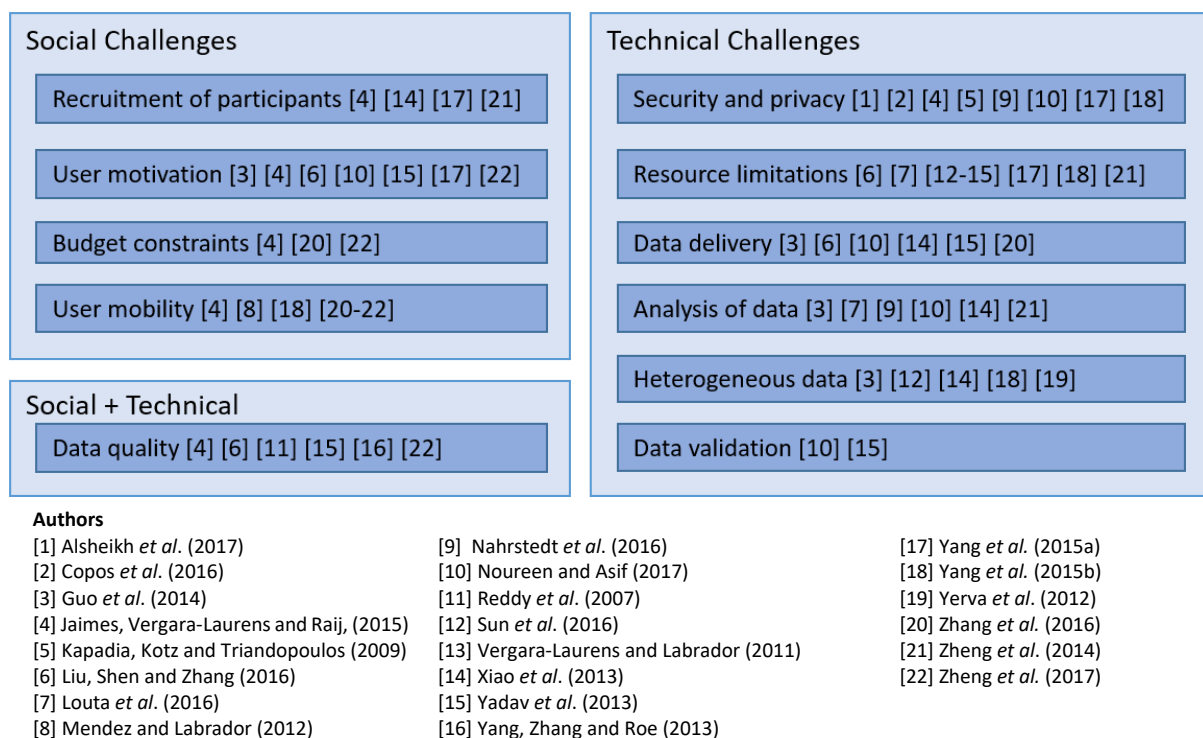 Social Challenges
Recruitment of participants [4] [14] [17] [21]
User motivation [3] [4] [6] [10] [15] [17] [22]
Budget constraints [4] [20] [22]
User mobility [4] [8] [18] [20-22]
Social + Technical
Data quality [4] [6] [11] [15] [16] [22]
Technical Challenges
Security and privacy [1] [2] [4] [5] [9] [10] [17] [18]
Resource limitations [6] [7] [12-15] [17] [18] [21]
Data delivery [3] [6] [10] [14] [15] [20]
Analysis of data [3] [7] [9] [10] [14] [21]
Heterogeneous data [3] [12] [14] [18] [19]
Data validation [10] [15]
Authors
[1] Alsheikh et al. (2017)
[2] Copos et al. (2016)
[3] Guo et al. (2014)
[4] Jaimes, Vergara-Laurens and Raij, (2015)
[5] Kapadia, Kotz and Triandopoulos (2009)
[6] Liu, Shen and Zhang (2016)
[7] Louta et al. (2016)
[8] Mendez and Labrador (2012)
[9] Nahrstedt et al. (2016)
[10] Noureen and Asif (2017)
[11] Reddy et al. (2007)
[12] Sun et al. (2016)
[13] Vergara-Laurens and Labrador (2011)
[14] Xiao et al. (2013)
[15] Yadav et al. (2013)
[16] Yang, Zhang and Roe (2013)
[17] Yang et al. (2015a)
[18] Yang et al. (2015b)
[19] Yerva et al. (2012)
[20] Zhang et al. (2016)
[21] Zheng et al. (2014)
[22] Zheng et al. (2017)